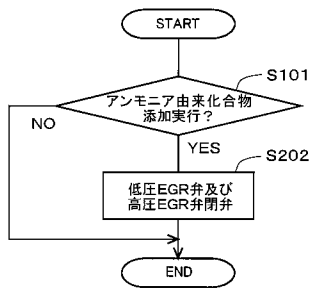 START
S101
アンモニア由来化合物
添加実行？
NO
YES
S202
低圧EGR弁及び
高圧EGR弁閉弁
END